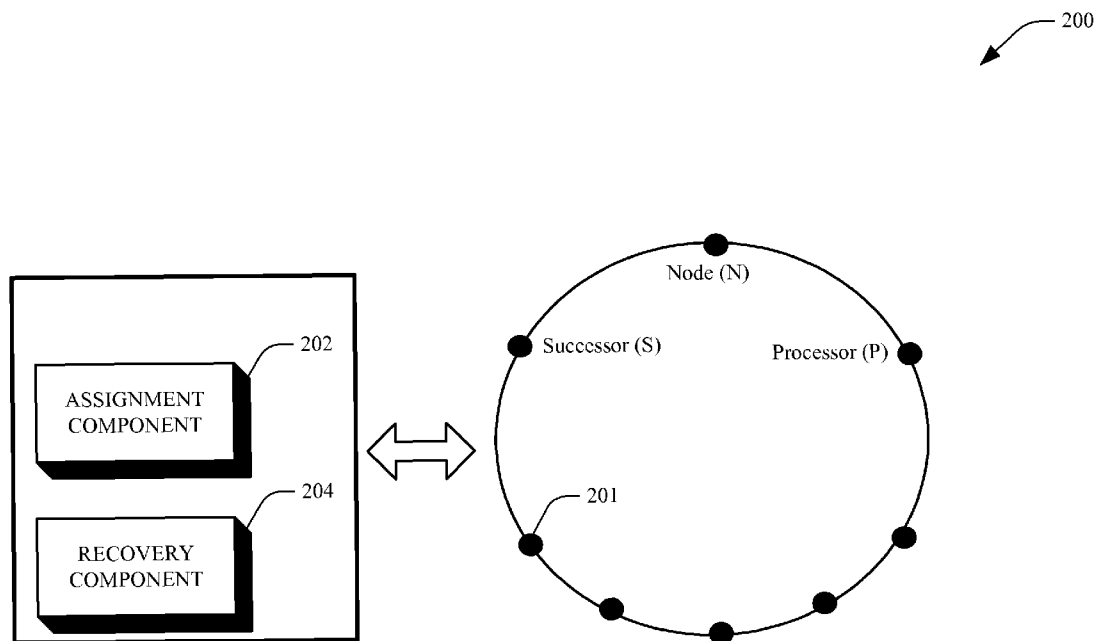 200
Node (N)
Successor (S)
Processor (P)
202
ASSIGNMENT
COMPONENT
204
RECOVERY
COMPONENT
201